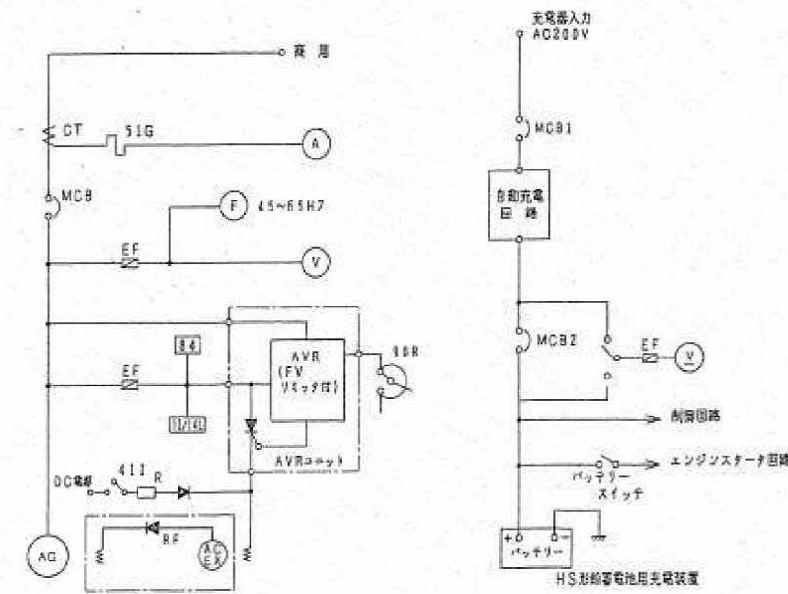 商用
CT
51G
A
MCB
F
45~65HZ
EF
V
84
EF
AVR
(FV
リミッタ付)
90R
AVRユニット
DC電源
41I
R
RF
AC
EX
AG
充電器入力
AC200V
MCB1
自動充電
回路
MCB2
EF
V
制御回路
エンジンスタータ回路
バッテリー
スイッチ
+
-
バッテリー
HS形鉛蓄電池用充電装置